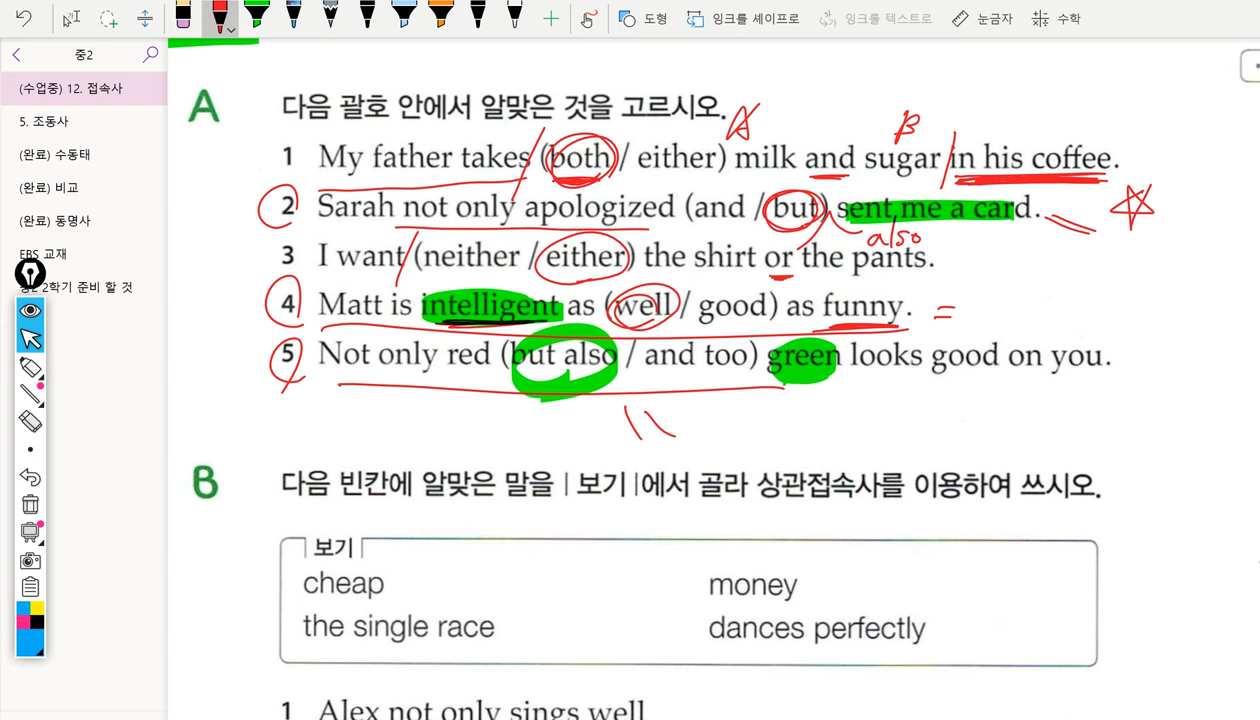 도형
잉크를 셰이프로
잉크를 텍스트로
눈금자
수학
중2
(수업중) 12. 접속사
5. 조동사
(완료) 수동태
(완료) 비교
(완료) 동명사
EBS 교재
2학기 준비 할 것
A 다음 괄호 안에서 알맞은 것을 고르시오.
A B
1 My father takes (both / either) milk and sugar in his coffee.
2 Sarah not only apologized (and / but) sent me a card.
also
3 I want (neither / either) the shirt or the pants.
4 Matt is intelligent as (well / good) as funny. =
5 Not only red (but also / and too) green looks good on you.
B 다음 빈칸에 알맞은 말을 | 보기 |에서 골라 상관접속사를 이용하여 쓰시오.
보기
cheap money
the single race dances perfectly
1 Alex not only sings well